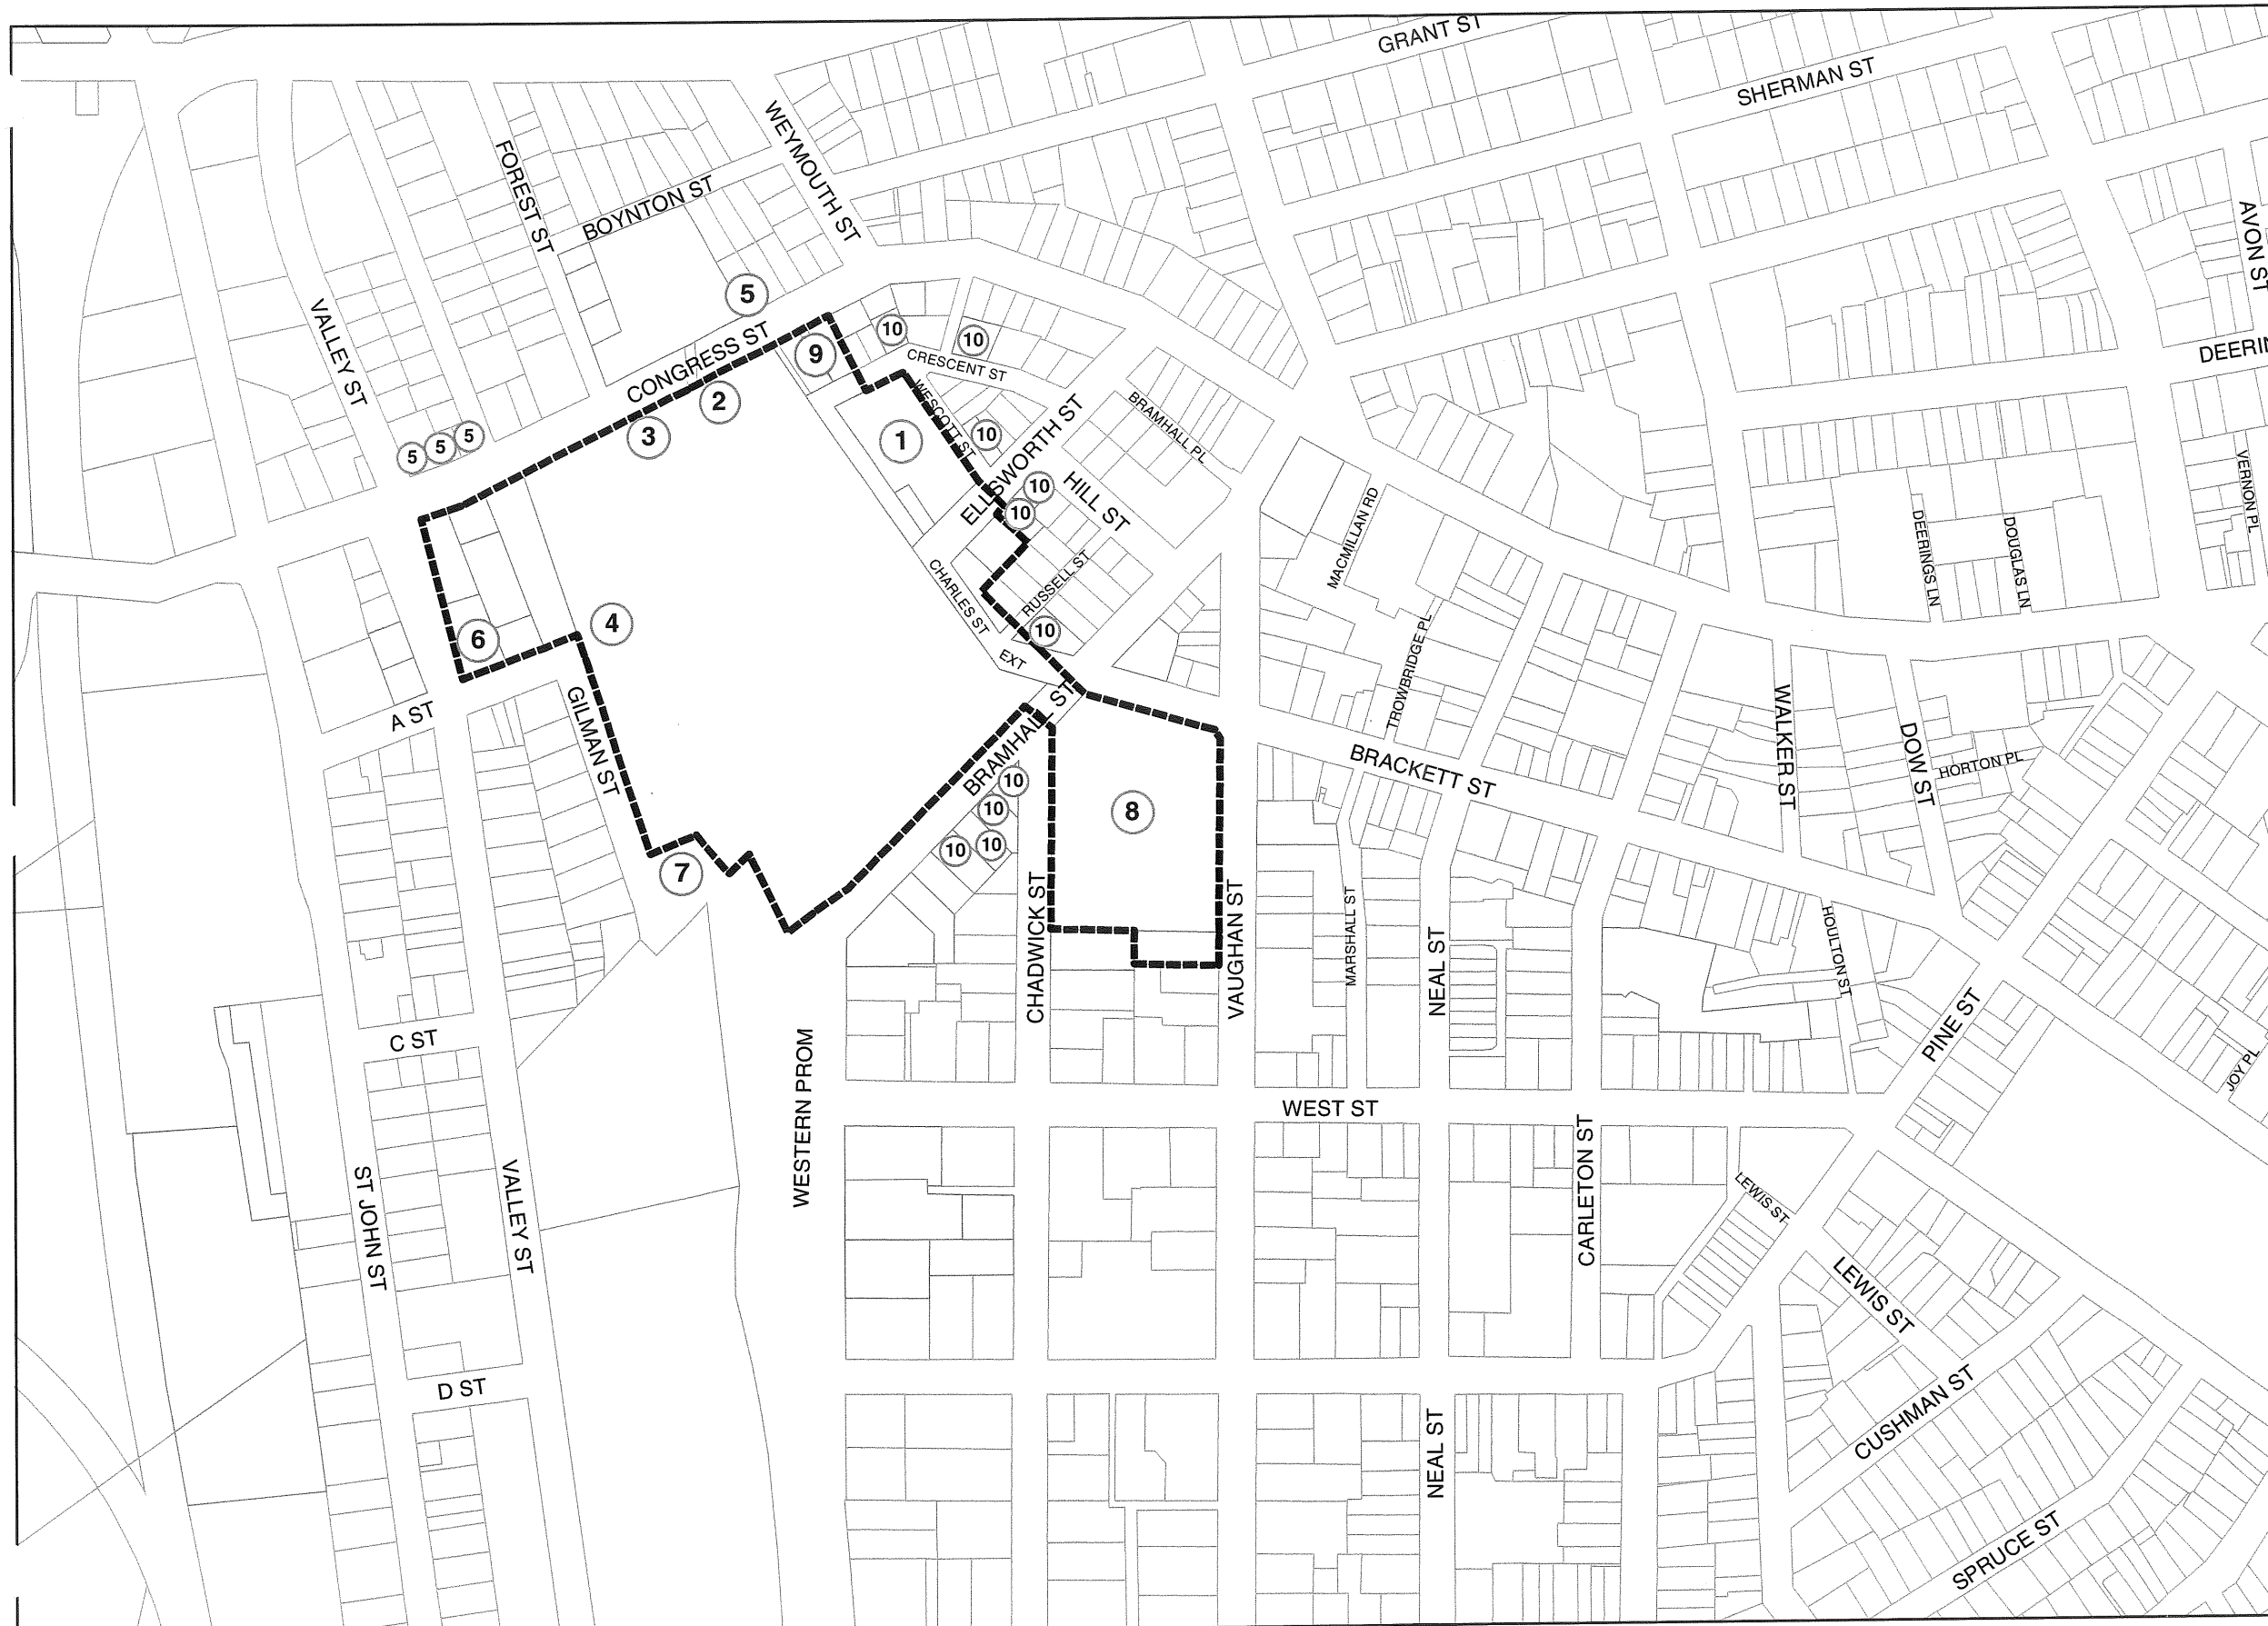 GRANT ST
SHERMAN ST
WEYMOUTH ST
FOREST ST
BOYNTON ST
AVON ST
VALLEY ST
5
CONGRESS ST
9
10
10
CRESCENT ST
DEERIN
2
3
5
5
5
1
WESCOTT ST
10
ELLSWORTH ST
BRAMHALL PL
HILL ST
10
10
MACMILLAN RD
VERNON PL
DEERINGS LN
DOUGLAS LN
CHARLES ST
EXT
RUSSELL ST
10
4
6
TROWBRIDGE PL
A ST
GILMAN ST
BRAMHALL ST
WALKER ST
DOW ST
HORTON PL
BRACKETT ST
10
10
10
10
8
7
CHADWICK ST
VAUGHAN ST
MARSHALL ST
NEAL ST
HOULTON ST
PINE ST
JOY PL
C ST
WESTERN PROM
WEST ST
ST JOHN ST
VALLEY ST
CARLETON ST
LEWIS ST
LEWIS ST
D ST
CUSHMAN ST
NEAL ST
SPRUCE ST